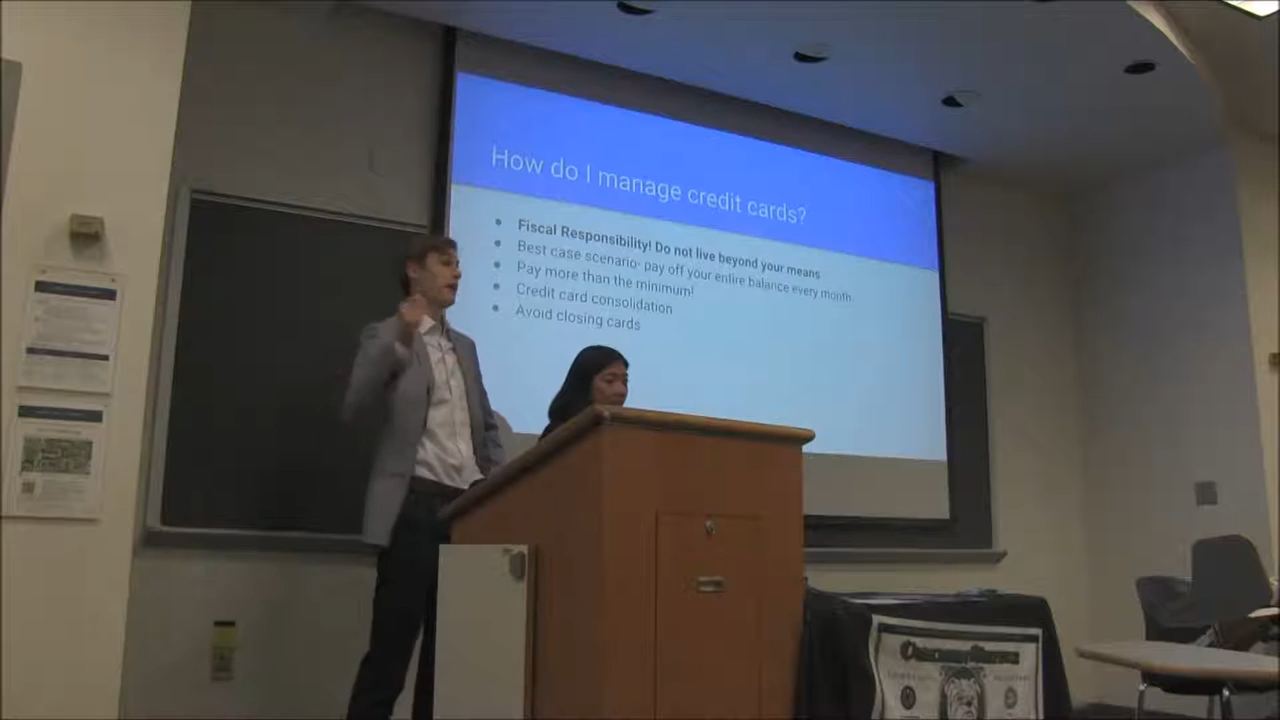 How do I manage credit cards?
Fiscal Responsibility! Do not live beyond your means
Best case scenario- pay off your entire balance every month.
Pay more than the minimum!
Credit card consolidation
Avoid closing cards